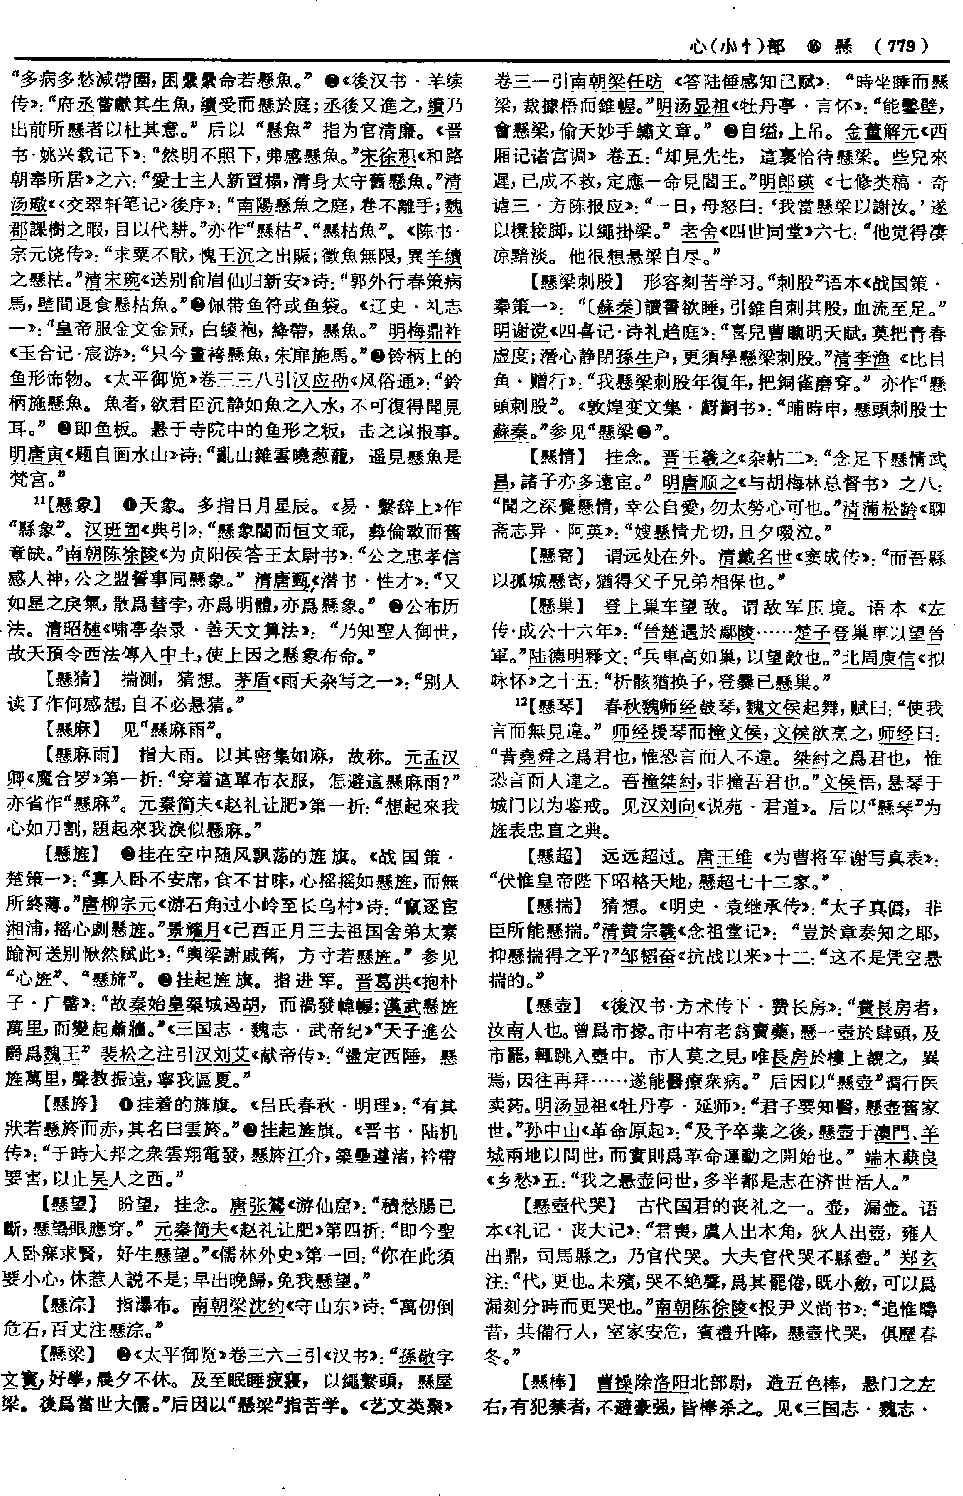 心(小忄)部 ⑯ 懸 (779)
“多病多愁減帶圍,困纍纍命若懸魚。” ❷《後汉书·羊续
传》:“府丞嘗獻其生魚,續受而懸於庭;丞後又進之,續乃
出前所懸者以杜其意。”后以“懸魚”指为官清廉。《晋
书·姚兴载记下》:“然明不照下,弗感懸魚。”宋徐积《和路
朝奉所居》之六:“愛士主人新置榻,清身太守舊懸魚。”清
汤𤀹《〈交翠轩笔记〉後序》:“南陽懸魚之庭,卷不離手;魏
郡課樹之暇,目以代耕。”亦作“懸枯”、“懸枯魚”。《陈书·
宗元饶传》:“求粟不猒,愧王沉之出賑;徵魚無限,異羊續
之懸枯。”清宋琬《送别俞眉仙归新安》诗:“郭外行春策病
馬,壁間退食懸枯魚。”❸佩带鱼符或鱼袋。《辽史·礼志
一》:“皇帝服金文金冠,白綾袍,絳帶,懸魚。”明梅鼎祚
《玉合记·宸游》:“只今畫袴懸魚,朱扉施馬。”❹铃柄上的
鱼形饰物。《太平御览》卷三三八引汉应劭《风俗通》:“鈴
柄施懸魚。魚者,欲君臣沉静如魚之入水,不可復得聞見
耳。” ❺即鱼板。悬于寺院中的鱼形之板,击之以报事。
明唐寅《题自画水山》诗:“亂山雜雲曉葱蘢,遥見懸魚是
梵宫。”
¹¹【懸象】 ❶天象。多指日月星辰。《易·繫辞上》作
“縣象”。汉班固《典引》:“懸象闇而恒文乖,彝倫斁而舊
章缺。”南朝陈徐陵《为贞阳侯答王太尉书》:“公之忠孝信
感人神,公之盟誓事同懸象。”清唐甄《潜书·性才》:“又
如星之戾氣,散爲彗孛,亦爲明體,亦爲懸象。” ❷公布历
法。清昭槤《啸亭杂录·善天文算法》:“乃知聖人御世,
故天預令西法傳入中土,使上因之懸象布命。”
【懸猜】 揣测,猜想。茅盾《雨天杂写之一》:“别人
读了作何感想,自不必悬猜。”
【懸麻】 见“懸麻雨”。
【懸麻雨】 指大雨。以其密集如麻,故称。元孟汉
卿《魔合罗》第一折:“穿着這單布衣服,怎避這懸麻雨?”
亦省作“懸麻”。元秦简夫《赵礼让肥》第一折:“想起來我
心如刀割,題起來我淚似懸麻。”
【懸旌】 ❶挂在空中随风飘荡的旌旗。《战国策·
楚策一》:“寡人卧不安席,食不甘味,心摇摇如懸旌,而無
所終薄。”唐柳宗元《游石角过小岭至长乌村》诗:“竄逐宦
湘浦,摇心劇懸旌。”景耀月《己酉正月三去祖国舍弟太素
踰河送别愀然赋此》:“輿梁謝戚舊,方寸若懸旌。”参见
“心旌”、“懸旆”。❷挂起旌旗。指进军。晋葛洪《抱朴
子·广譬》:“故秦始皇築城遏胡,而禍發幃幄;漢武懸旌
萬里,而變起蕭牆。”《三国志·魏志·武帝纪》“天子進公
爵爲魏王”裴松之注引汉刘艾《献帝传》:“盪定西陲,懸
旌萬里,聲教振遠,寧我區夏。”
【懸旍】 ❶挂着的旌旗。《吕氏春秋·明理》:“有其
狀若懸旍而赤,其名曰雲旍。”❷挂起旌旗。《晋书·陆机
传》:“于時大邦之衆雲翔電發,懸旍江介,築壘遵渚,衿帶
要害,以止吴人之西。”
【懸望】 盼望,挂念。唐张鷟《游仙窟》:“積愁腸已
斷,懸望眼應穿。”元秦简夫《赵礼让肥》第四折:“即今聖
人卧寐求賢,好生懸望。”《儒林外史》第一回:“你在此須
要小心,休惹人説不是;早出晚歸,免我懸望。”
【懸淙】 指瀑布。南朝梁沈约《守山东》诗:“萬仞倒
危石,百丈注懸淙。”
【懸梁】 ❶《太平御览》卷三六三引《汉书》:“孫敬字
文寶,好學,晨夕不休。及至眠睡疲寢,以繩繫頭,懸屋
梁。後爲當世大儒。”后因以“懸梁”指苦学。《艺文类聚》
卷三一引南朝梁任昉《答陆倕感知己赋》:“時坐睡而懸
梁,裁據梧而錐幄。”明汤显祖《牡丹亭·言怀》:“能鑿壁,
會懸梁,偷天妙手繡文章。” ❷自缢,上吊。金董解元《西
厢记诸宫调》卷五:“却見先生,這裏恰待懸梁。些兒來
遲,已成不救,定應一命見閻王。”明郎瑛《七修类稿·奇
谑三·方陈报应》:“一日,母怒曰:‘我當懸梁以謝汝。’遂
以櫈接脚,以繩掛梁。”老舍《四世同堂》六七:“他觉得凄
凉黯淡。他很想悬梁自尽。”
【懸梁刺股】 形容刻苦学习。“刺股”语本《战国策·
秦策一》:“〔蘇秦〕讀書欲睡,引錐自刺其股,血流至足。”
明谢谠《四喜记·诗礼趋庭》:“喜兒曹聰明天賦,莫把青春
虚度;潛心静閉孫生户,更須學懸梁刺股。”清李渔《比目
鱼·赠行》:“我懸梁刺股年復年,把銅雀磨穿。”亦作“懸
頭刺股”。《敦煌变文集·𪃿䴊书》:“晡時申,懸頭刺股士
蘇秦。”参见“懸梁❶”。
【懸情】 挂念。晋王羲之《杂帖二》:“念足下懸情武
昌,諸子亦多遠宦。”明唐顺之《与胡梅林总督书》之八:
“聞之深覺懸情,幸公自愛,勿太勞心可也。”清蒲松龄《聊
斋志异·阿英》:“嫂懸情尤切,旦夕啜泣。”
【懸寄】 谓远处在外。清戴名世《窦成传》:“而吾縣
以孤城懸寄,猶得父子兄弟相保也。”
【懸巢】 登上巢车望敌。谓敌军压境。语本《左
传·成公十六年》:“晉楚遇於鄢陵……楚子登巢車以望晉
軍。”陆德明释文:“兵車高如巢,以望敵也。”北周庾信《拟
咏怀》之十五:“析骸猶换子,登爨已懸巢。”
¹²【懸琴】 春秋魏师经鼓琴,魏文侯起舞,赋曰:“使我
言而無見違。”师经援琴而撞文侯,文侯欲烹之,师经曰:
“昔堯舜之爲君也,惟恐言而人不違。桀紂之爲君也,惟
恐言而人違之。吾撞桀紂,非撞吾君也。”文侯悟,悬琴于
城门以为鉴戒。见汉刘向《说苑·君道》。后以“懸琴”为
旌表忠直之典。
【懸超】 远远超过。唐王维《为曹将军谢写真表》:
“伏惟皇帝陛下昭格天地,懸超七十二家。”
【懸揣】 猜想。《明史·袁继咸传》:“太子真僞,非
臣所能懸揣。”清黄宗羲《念祖堂记》:“豈於章奏知之耶,
抑懸揣得之乎?”邹韬奋《抗战以来》十二:“这不是凭空悬
揣的。”
【懸壺】 《後汉书·方术传下·费长房》:“費長房者,
汝南人也。曾爲市掾。市中有老翁賣藥,懸一壺於肆頭,及
市罷,輒跳入壺中。市人莫之見,唯長房於樓上覩之,異
焉,因往再拜……遂能醫療衆病。”后因以“懸壺”谓行医
卖药。明汤显祖《牡丹亭·延师》:“君子要知醫,懸壺舊家
世。”孙中山《革命原起》:“及予卒業之後,懸壺于澳門、羊
城兩地以問世,而實則爲革命運動之開始也。”端木蕻良
《乡愁》五:“我之悬壶问世,多半都是志在济世活人。”
【懸壺代哭】 古代国君的丧礼之一。壶,漏壶。语
本《礼记·丧大记》:“君喪,虞人出木角,狄人出壺,雍人
出鼎,司馬縣之,乃官代哭。大夫官代哭不縣壺。”郑玄
注:“代,更也。未殯,哭不絶聲,爲其罷倦,既小斂,可以爲
漏刻分時而更哭也。”南朝陈徐陵《报尹义尚书》:“追惟疇
昔,共備行人,室家安危,賓禮升降,懸壺代哭,俱歷春
冬。”
【懸棒】 曹操除洛阳北部尉,造五色棒,悬门之左
右,有犯禁者,不避豪强,皆棒杀之。见《三国志·魏志·